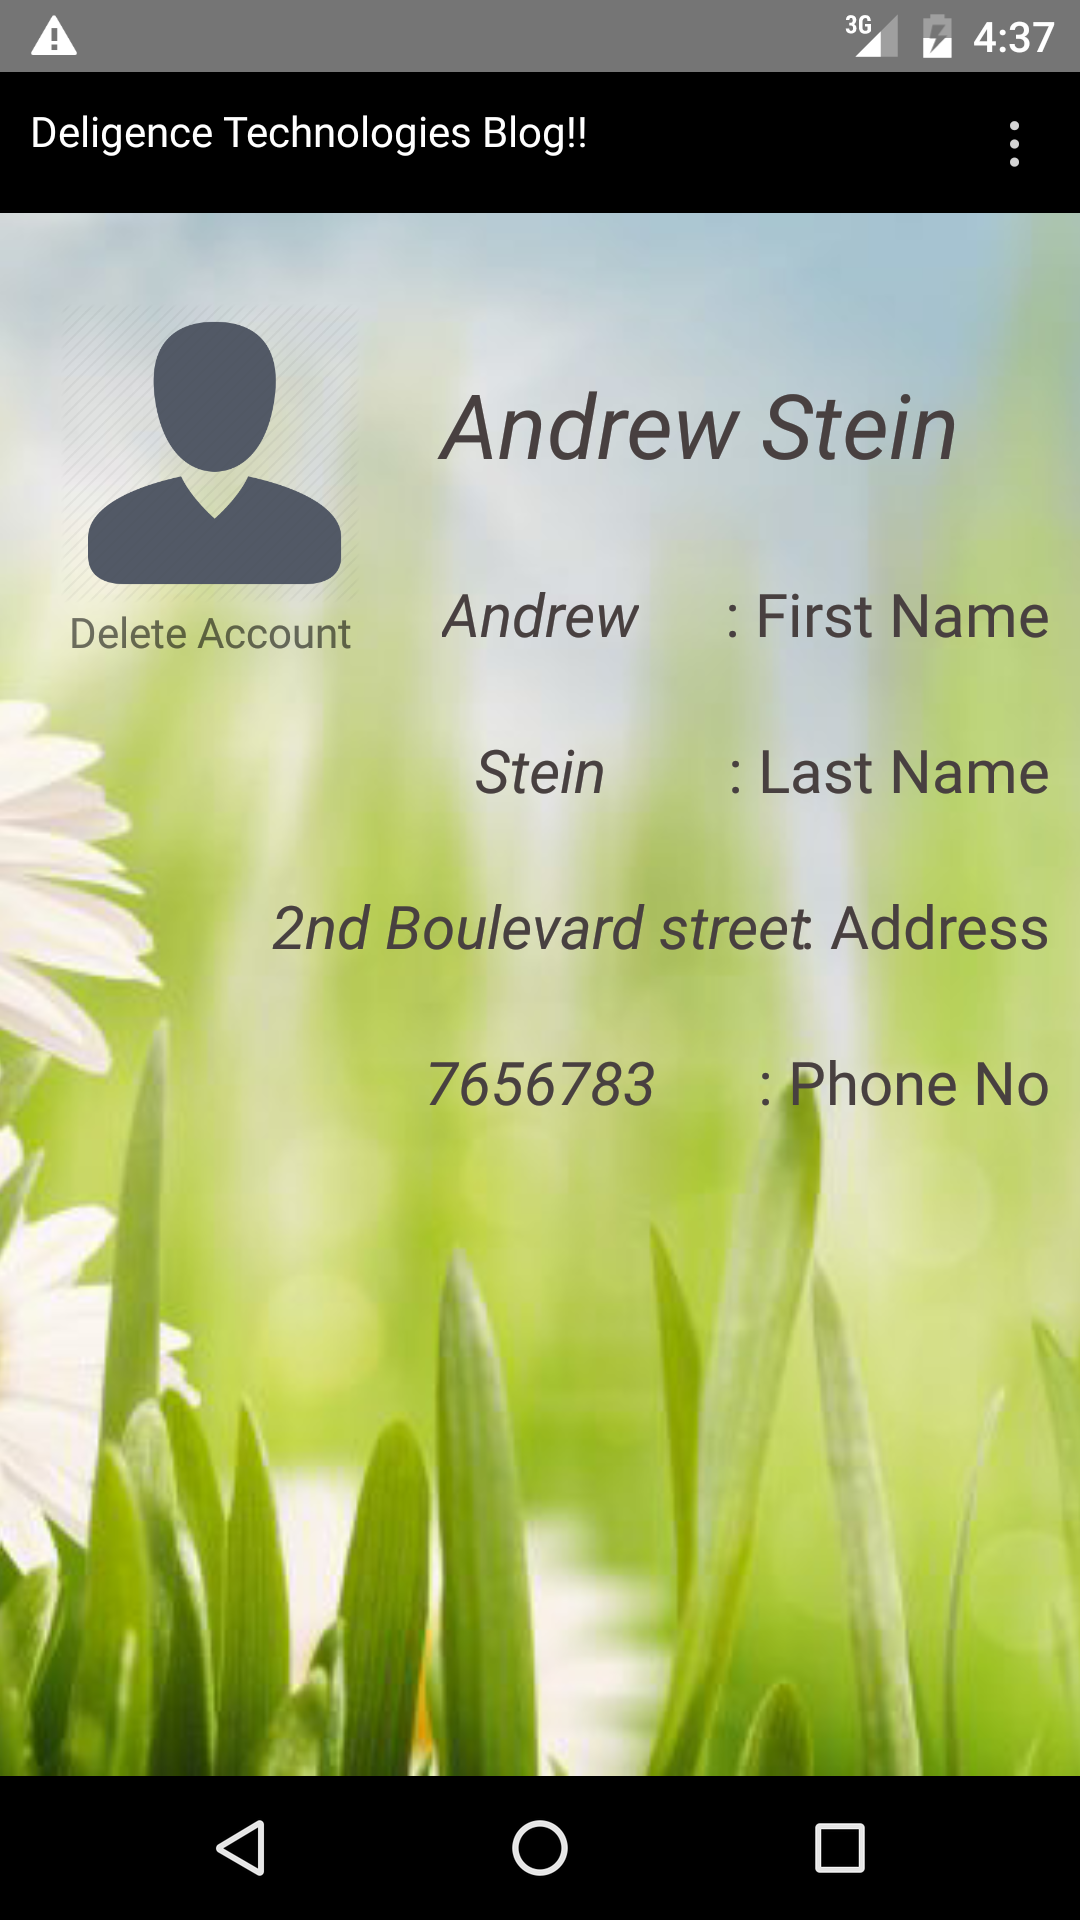 3G 4:37
Deligence Technologies Blog!!
Andrew Stein
Andrew : First Name
Delete Account
Stein : Last Name
2nd Boulevard street : Address
7656783 : Phone No